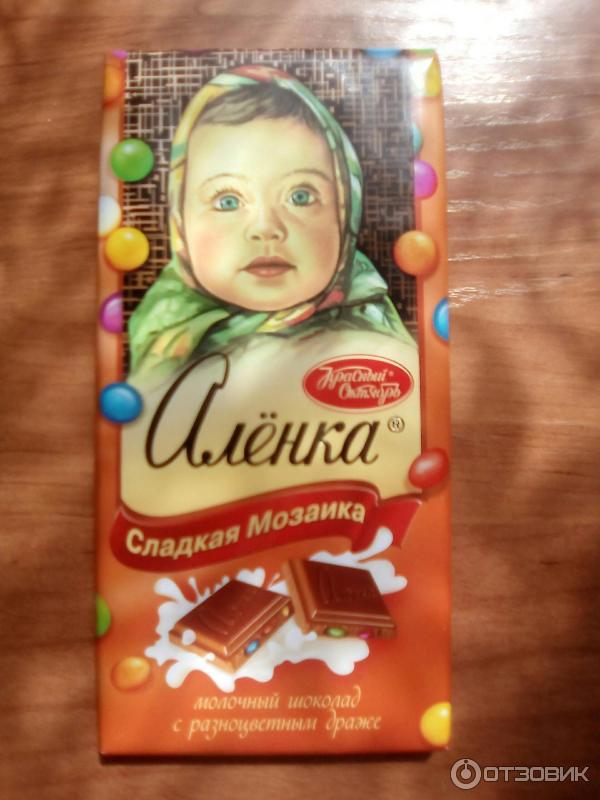 Красный
Октябрь
Алёнка®
Сладкая Мозаика
молочный шоколад
с разноцветным драже
ОТЗОВИК